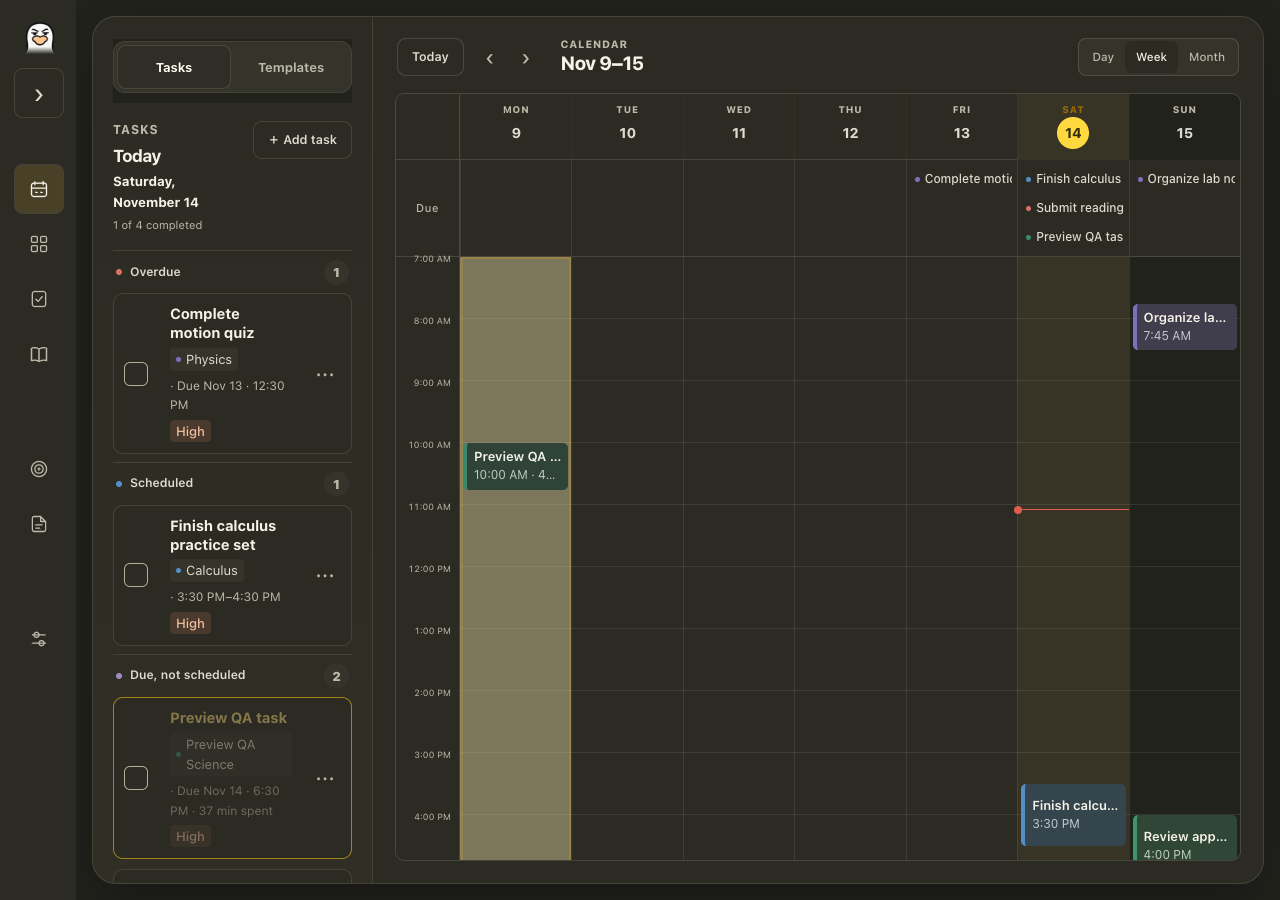 Tasks
Templates
TASKS
Today
Saturday,
November 14
1 of 4 completed
+ Add task
Overdue
1
Complete
motion quiz
Physics
· Due Nov 13 · 12:30
PM
High
Scheduled
1
Finish calculus
practice set
Calculus
· 3:30 PM–4:30 PM
High
Due, not scheduled
2
Preview QA task
Preview QA
Science
· Due Nov 14 · 6:30
PM · 37 min spent
High
Today
CALENDAR
Nov 9–15
Day
Week
Month
MON
9
TUE
10
WED
11
THU
12
FRI
13
SAT
14
SUN
15
Due
Complete motic
Finish calculus
Submit reading
Preview QA tas
Organize lab nc
7:00 AM
8:00 AM
9:00 AM
10:00 AM
11:00 AM
12:00 PM
1:00 PM
2:00 PM
3:00 PM
4:00 PM
Preview QA ...
10:00 AM · 4...
Finish calcu...
3:30 PM
Organize la...
7:45 AM
Review app...
4:00 PM